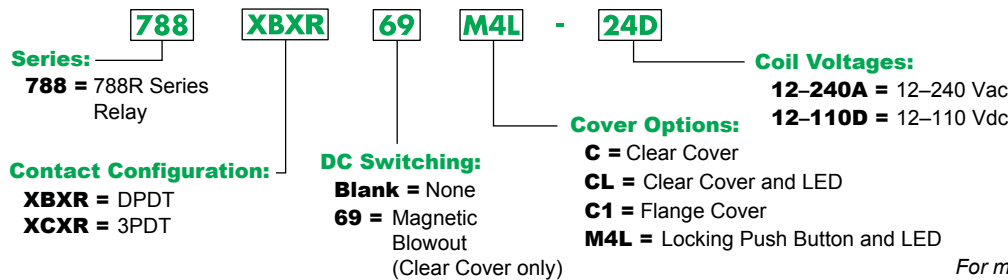 788 XBXR 69 M4L - 24D
Series:
788 = 788R Series
Relay
Contact Configuration:
XBXR = DPDT
XCXR = 3PDT
DC Switching:
Blank = None
69 = Magnetic
Blowout
(Clear Cover only)
Cover Options:
C = Clear Cover
CL = Clear Cover and LED
C1 = Flange Cover
M4L = Locking Push Button and LED
Coil Voltages:
12–240A = 12–240 Vac
12–110D = 12–110 Vdc
For m